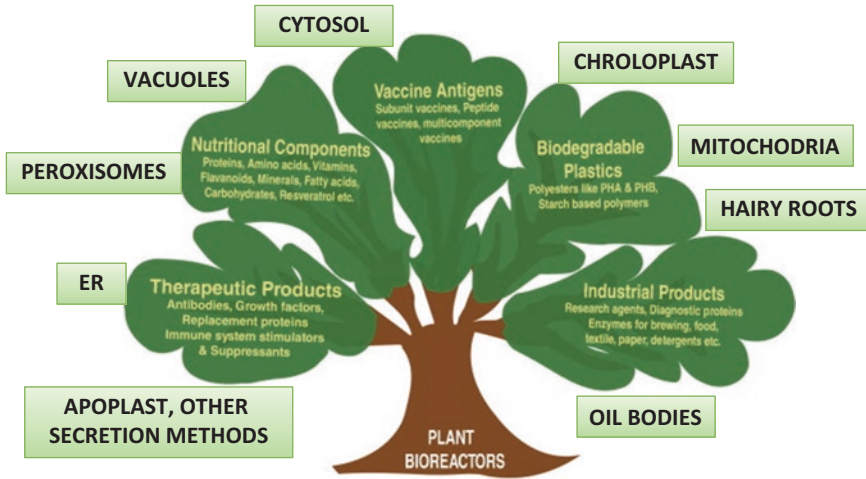 CYTOSOL
VACUOLES
CHROLOPLAST
Vaccine Antigens
Subunit vaccines, Peptide
vaccines, multicomponent
vaccines
Nutritional Components
Proteins, Amino acids, Vitamins,
Flavanoids, Minerals, Fatty acids,
Carbohydrates, Resveratrol etc.
Biodegradable
Plastics
Polyesters like PHA & PHB,
Starch based polymers
MITOCHODRIA
PEROXISOMES
HAIRY ROOTS
ER
Therapeutic Products
Antibodies, Growth factors,
Replacement proteins
Immune system stimulators
& Suppressants
Industrial Products
Research agents, Diagnostic proteins
Enzymes for brewing, food,
textile, paper, detergents etc.
APOPLAST, OTHER
SECRETION METHODS
OIL BODIES
PLANT
BIOREACTORS